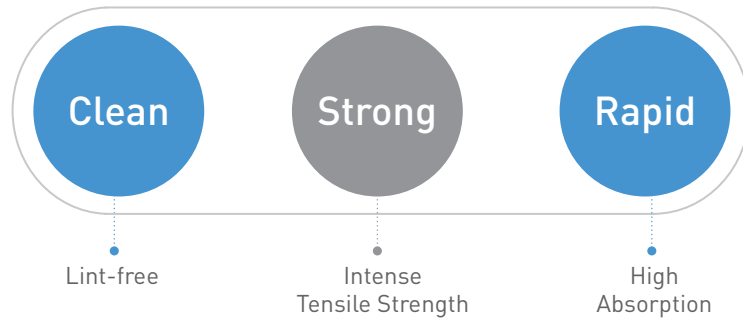 Clean
Strong
Rapid
Lint-free
Intense
Tensile Strength
High
Absorption